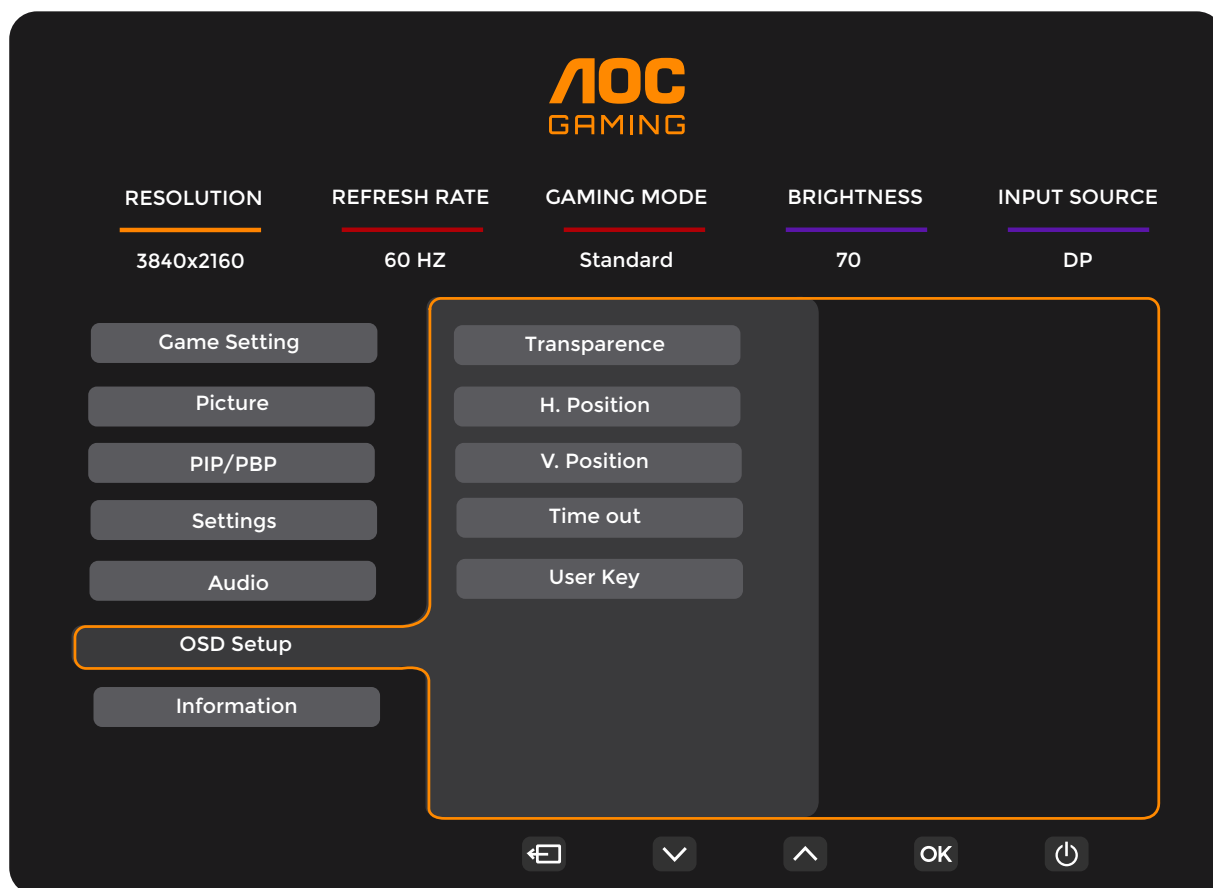 AOC
GAMING
RESOLUTION REFRESH RATE GAMING MODE BRIGHTNESS INPUT SOURCE
3840x2160 60 HZ Standard 70 DP
Game Setting
Picture
PIP/PBP
Settings
Audio
OSD Setup
Information
Transparence
H. Position
V. Position
Time out
User Key
OK